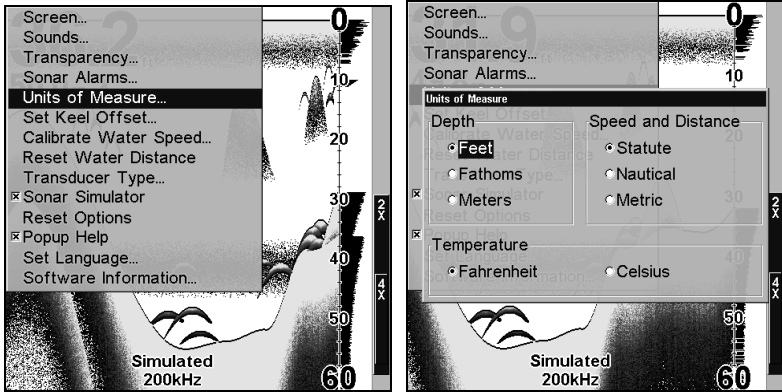 Screen...
Sounds...
Transparency...
Sonar Alarms...
Units of Measure...
Set Keel Offset...
Calibrate Water Speed...
Reset Water Distance
Transducer Type...
Sonar Simulator
Reset Options
Popup Help
Set Language...
Software Information...
0
10
20
30
40
50
60
2X
4X
Simulated
200kHz
Screen...
Sounds...
Transparency...
Sonar Alarms...
Units of Measure
Depth
Feet
Fathoms
Meters
Speed and Distance
Statute
Nautical
Metric
Temperature
Fahrenheit
Celsius
0
10
20
30
40
50
60
2X
4X
Simulated
200kHz